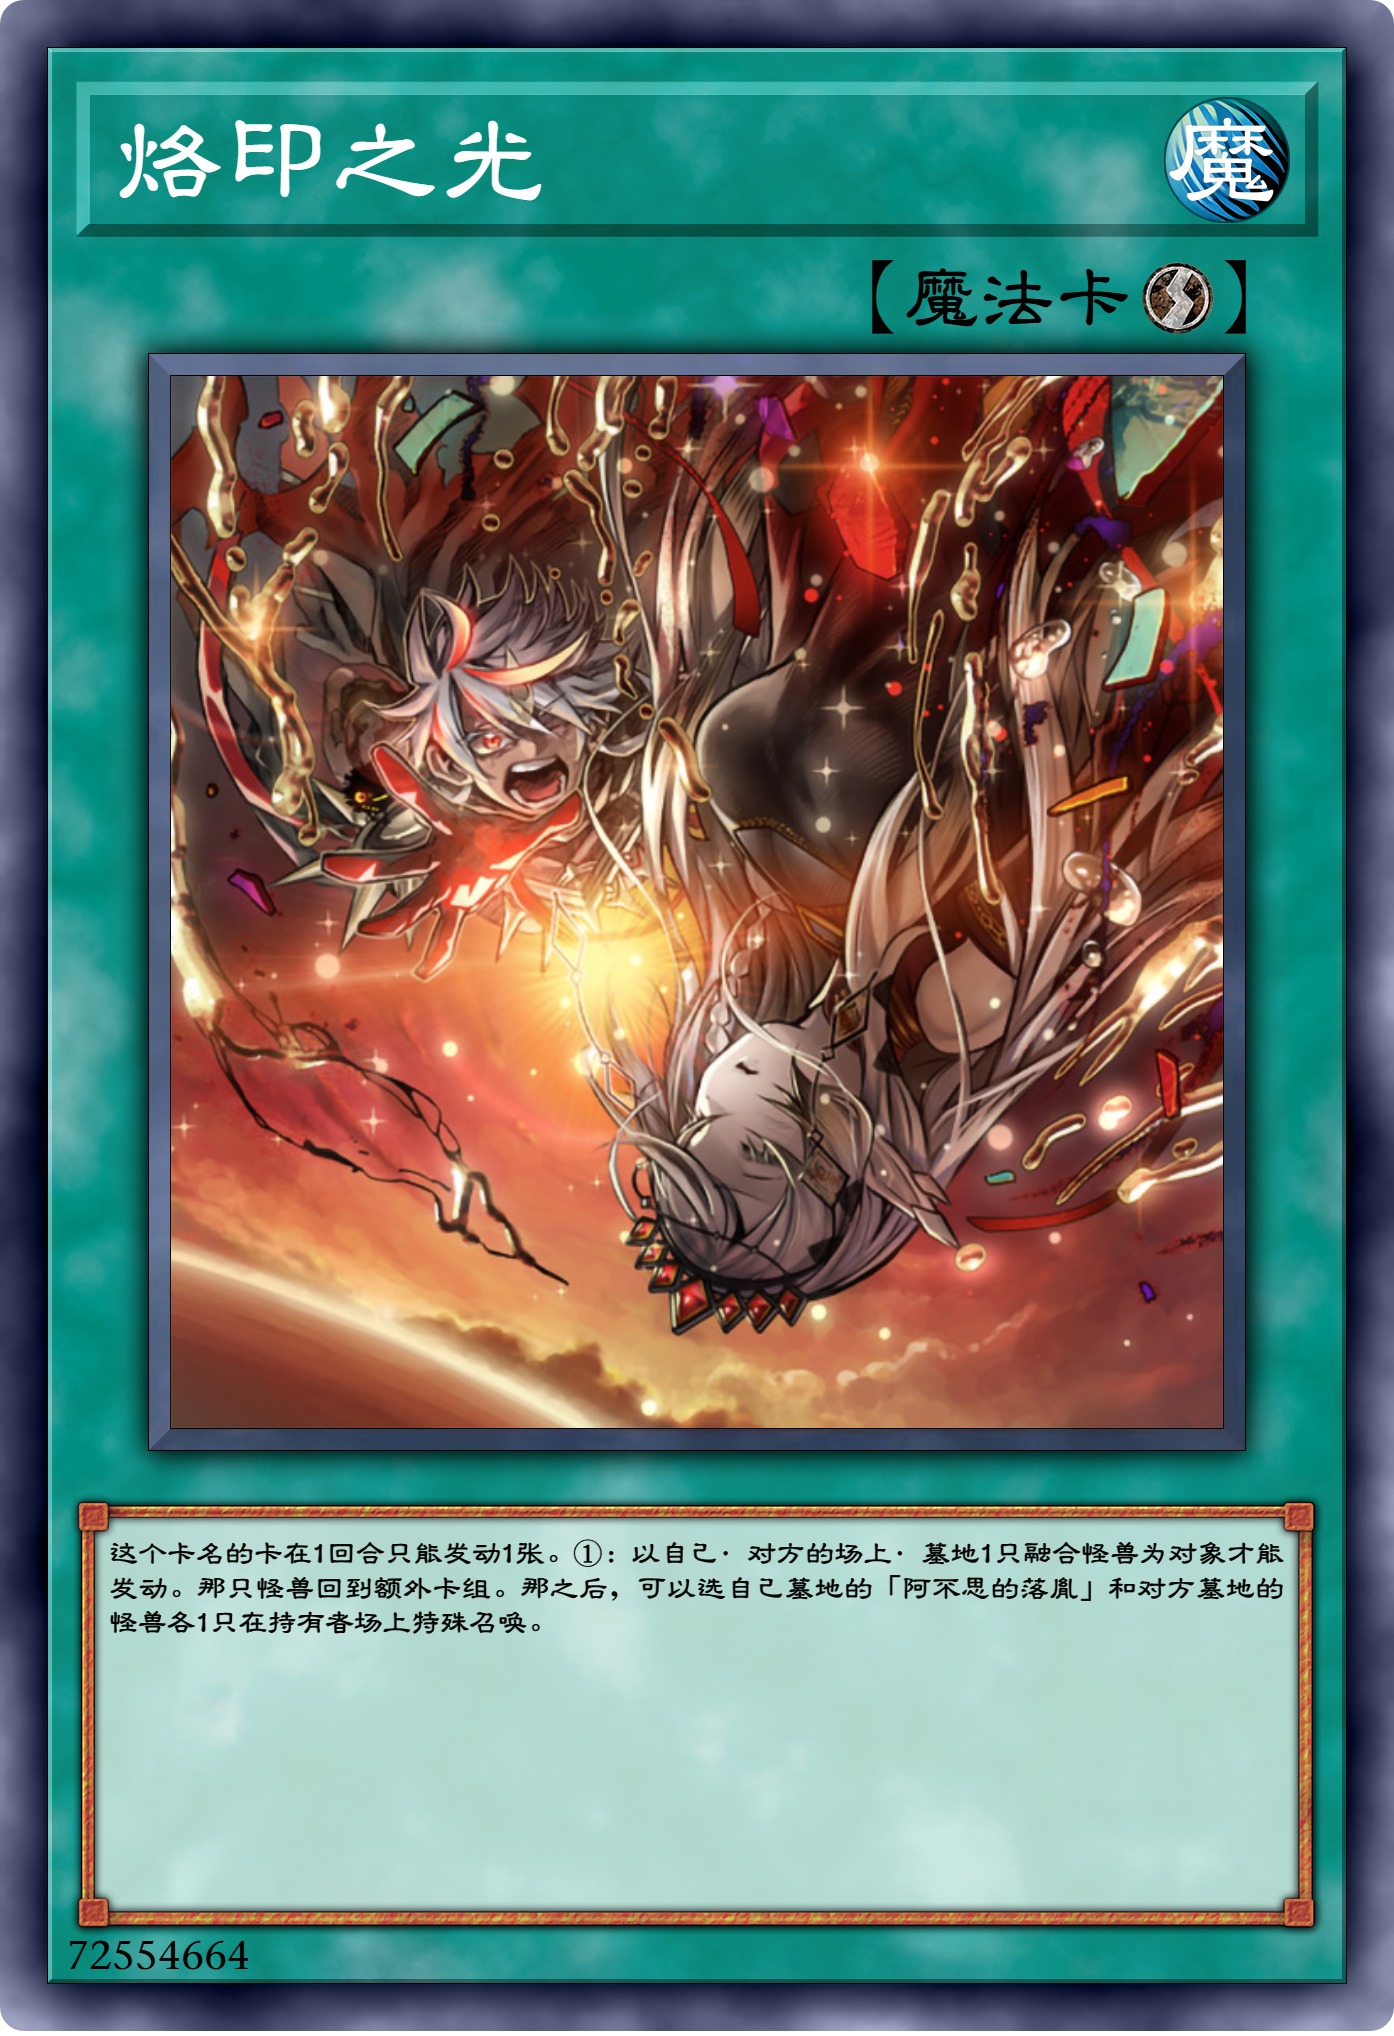 烙印之光
魔
【魔法卡】
这个卡名的卡在1回合只能发动1张。①：以自己·对方的场上·墓地1只融合怪兽为对象才能
发动。那只怪兽回到额外卡组。那之后，可以选自己墓地的「阿不思的落胤」和对方墓地的
怪兽各1只在持有者场上特殊召唤。
72554664